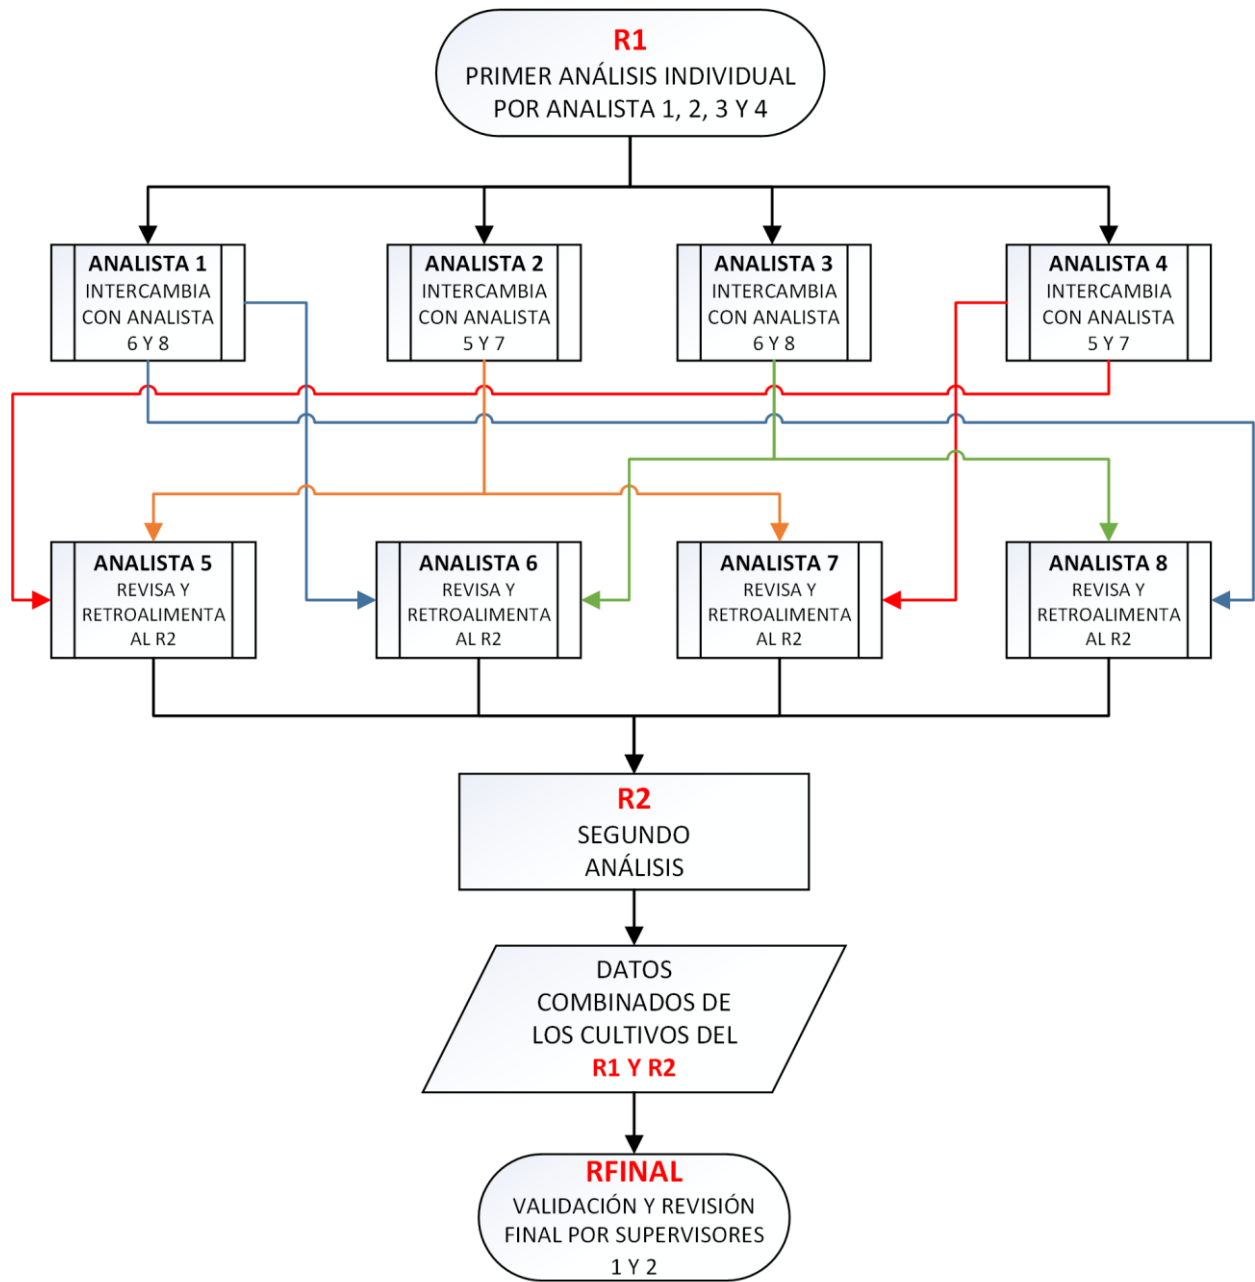 R1
PRIMER ANÁLISIS INDIVIDUAL
POR ANALISTA 1, 2, 3 Y 4
ANALISTA 1
INTERCAMBIA
CON ANALISTA
6 Y 8
ANALISTA 2
INTERCAMBIA
CON ANALISTA
5 Y 7
ANALISTA 3
INTERCAMBIA
CON ANALISTA
6 Y 8
ANALISTA 4
INTERCAMBIA
CON ANALISTA
5 Y 7
ANALISTA 5
REVISA Y
RETROALIMENTA
AL R2
ANALISTA 6
REVISA Y
RETROALIMENTA
AL R2
ANALISTA 7
REVISA Y
RETROALIMENTA
AL R2
ANALISTA 8
REVISA Y
RETROALIMENTA
AL R2
R2
SEGUNDO
ANÁLISIS
DATOS
COMBINADOS DE
LOS CULTIVOS DEL
R1 Y R2
RFINAL
VALIDACIÓN Y REVISIÓN
FINAL POR SUPERVISORES
1 Y 2